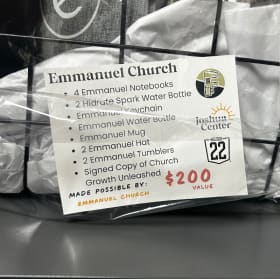 e
Emmanuel Church
• 4 Emmanuel Notebooks
• 2 Hidrate Spark Water Bottle
• Emmanuel Keychain
• Emmanuel Water Bottle
• Emmanuel Mug
• 2 Emmanuel Hat
• 2 Emmanuel Tumblers
• Signed Copy of Church
Growth Unleashed
Joshua
Center
22
MADE POSSIBLE BY:
EMMANUEL CHURCH
$200
VALUE